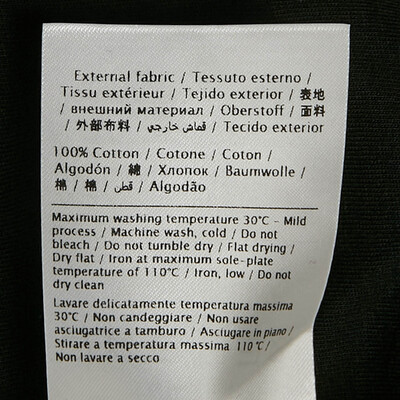 External fabric / Tessuto esterno /
Tissu extérieur / Tejido exterior / 表地
/ внешний материал / Oberstoff / 面料
/ 外部布料 / قماش خارجي / Tecido exterior
100% Cotton / Cotone / Coton /
Algodón / 綿 / Хлопок / Baumwolle /
棉 / 棉 / قطن / Algodão
Maximum washing temperature 30°C - Mild
process / Machine wash, cold / Do not
bleach / Do not tumble dry / Flat drying /
Dry flat / Iron at maximum sole-plate
temperature of 110°C / Iron, low / Do not
dry clean
Lavare delicatamente temperatura massima
30°C / Non candeggiare / Non usare
asciugatrice a tamburo / Asciugare in piano /
Stirare a temperatura massima 110°C /
Non lavare a secco